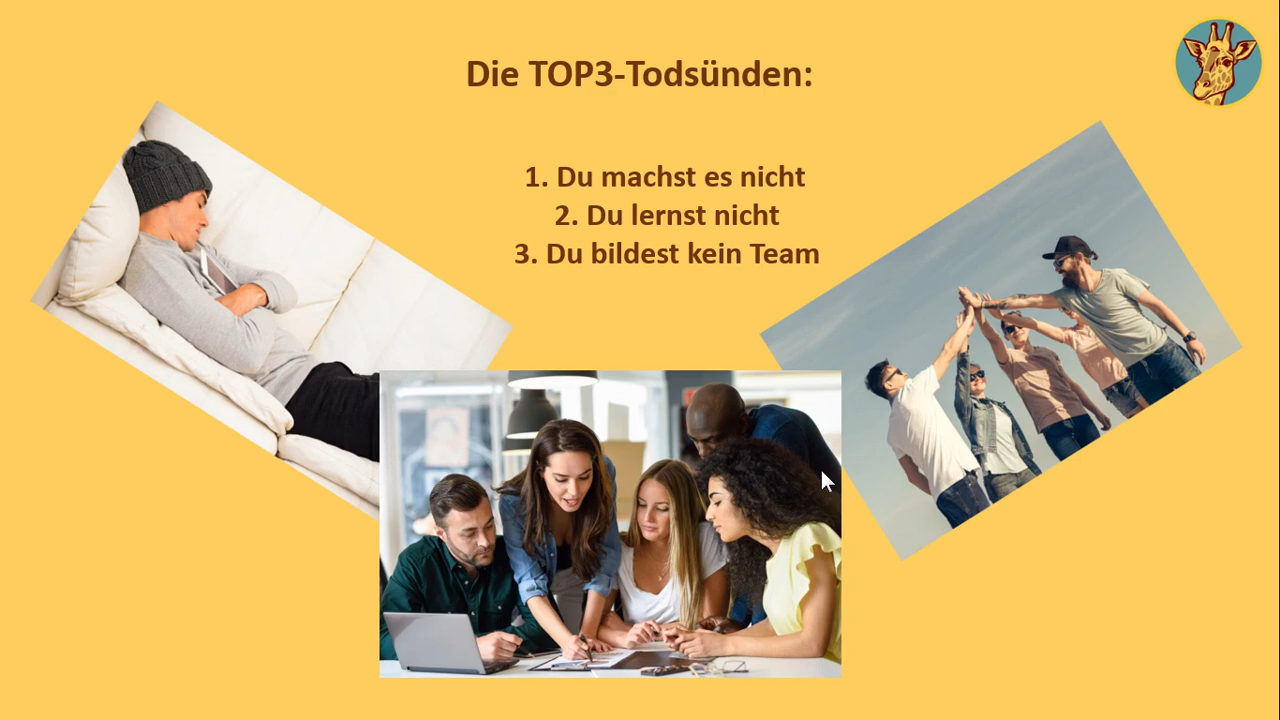 Die TOP3-Todsünden:
1. Du machst es nicht
2. Du lernst nicht
3. Du bildest kein Team